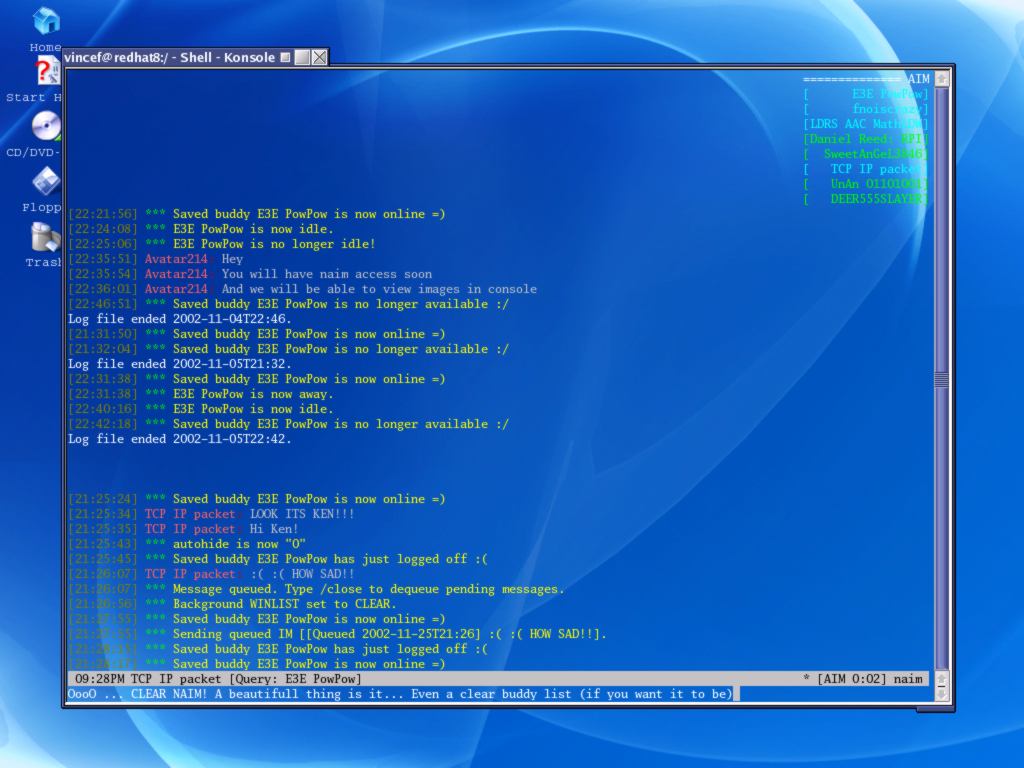 Home
Start H
CD/DVD-
Flopp
Trash
vincef@redhat8:/ - Shell - Konsole
============== AIM
[ E3E PowPow]
[ fnoiscrazy]
[LDRS AAC Math
[Daniel Reed: RPI]
[ SweetAnGeL3846]
[ TCP IP packet]
[ UnAn 01101001]
[ DEER555SLAYER]
[22:21:56] *** Saved buddy E3E PowPow is now online =)
[22:24:08] *** E3E PowPow is now idle.
[22:25:06] *** E3E PowPow is no longer idle!
[22:35:51] Avatar214: Hey
[22:35:54] Avatar214: You will have naim access soon
[22:36:01] Avatar214: And we will be able to view images in console
[22:46:51] *** Saved buddy E3E PowPow is no longer available :/
Log file ended 2002-11-04T22:46.
[21:31:50] *** Saved buddy E3E PowPow is now online =)
[21:32:04] *** Saved buddy E3E PowPow is no longer available :/
Log file ended 2002-11-05T21:32.
[22:31:38] *** Saved buddy E3E PowPow is now online =)
[22:31:38] *** E3E PowPow is now away.
[22:40:16] *** E3E PowPow is now idle.
[22:42:18] *** Saved buddy E3E PowPow is no longer available :/
Log file ended 2002-11-05T22:42.
[21:25:24] *** Saved buddy E3E PowPow is now online =)
[21:25:34] TCP IP packet: LOOK ITS KEN!!!
[21:25:35] TCP IP packet: Hi Ken!
[21:25:43] *** autohide is now "0"
[21:25:45] *** Saved buddy E3E PowPow has just logged off :(
[21:26:07] TCP IP packet: :( :( HOW SAD!!
[21:26:07] *** Message queued. Type /close to dequeue pending messages.
[21:26:56] *** Background WINLIST set to CLEAR.
[21:27:55] *** Saved buddy E3E PowPow is now online =)
[21:27:55] *** Sending queued IM [[Queued 2002-11-25T21:26] :( :( HOW SAD!!].
[21:28:15] *** Saved buddy E3E PowPow has just logged off :(
[21:28:17] *** Saved buddy E3E PowPow is now online =)
09:28PM TCP IP packet [Query: E3E PowPow] * [AIM 0:02] naim
OooO ... CLEAR NAIM! A beautifull thing is it... Even a clear buddy list (if you want it to be)